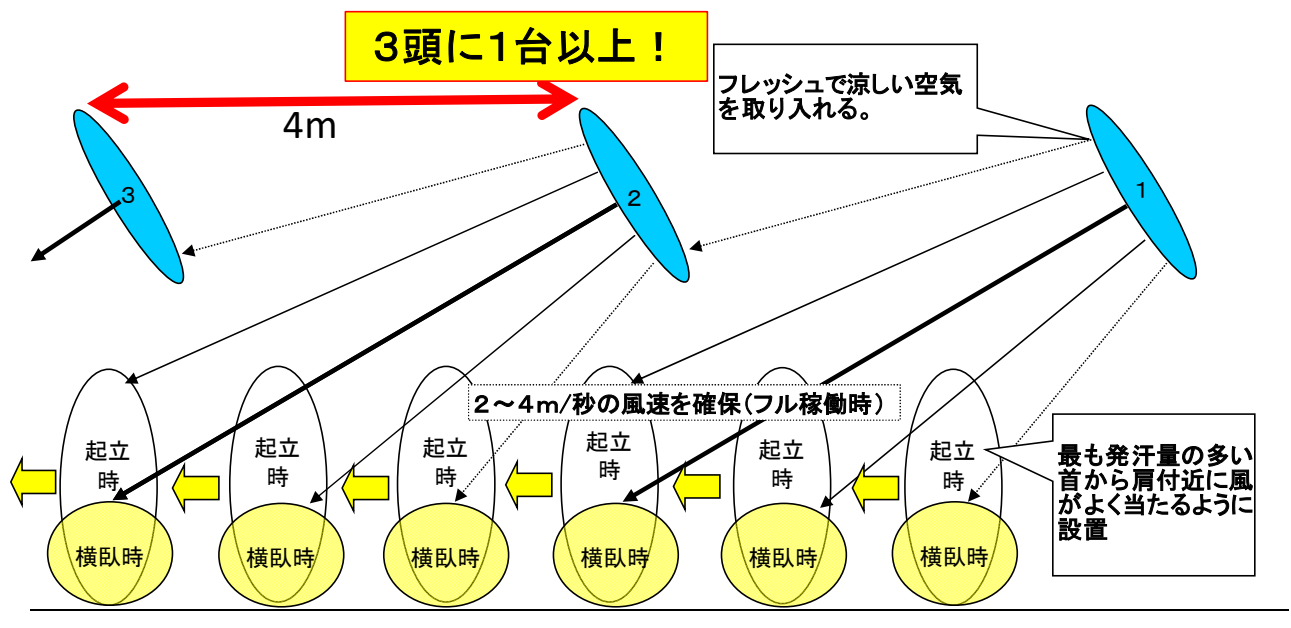 ３頭に１台以上！
フレッシュで涼しい空気
を取り入れる。
4m
３
２
１
２～４ｍ/秒の風速を確保（フル稼働時）
起立
時
起立
時
起立
時
起立
時
起立
時
起立
時
最も発汗量の多い
首から肩付近に風
がよく当たるように
設置
横臥時
横臥時
横臥時
横臥時
横臥時
横臥時